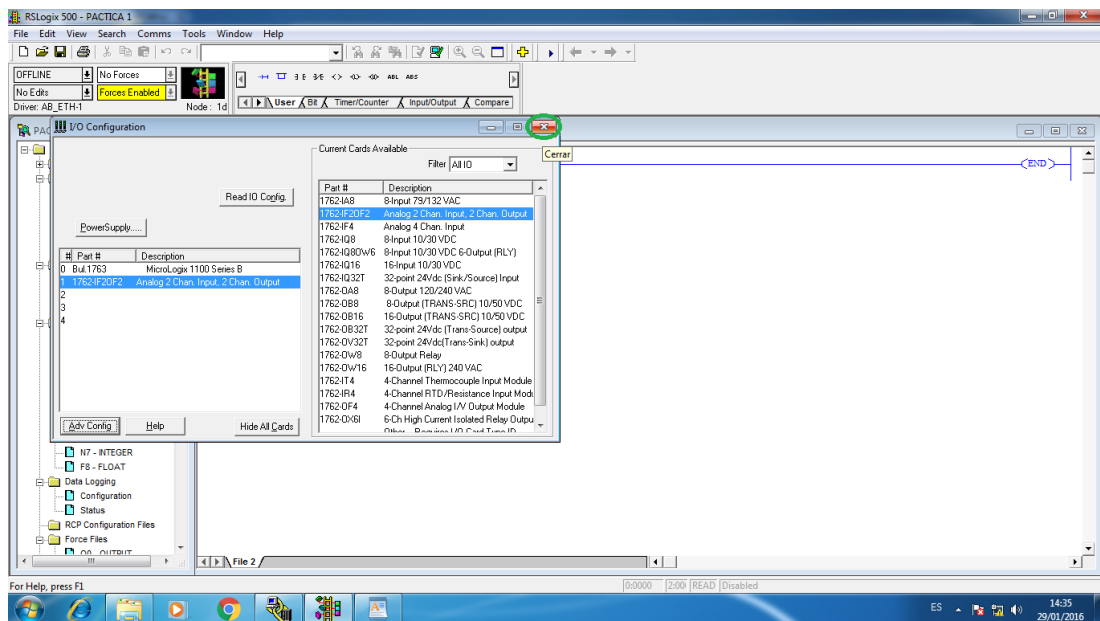 RSLogix 500 - PACTICA 1
File Edit View Search Comms Tools Window Help
OFFLINE No Forces
No Edits Forces Enabled
Driver: AB_ETH-1 Node: 1d
ABL ABS
User Bit Timer/Counter Input/Output Compare
PAC
I/O Configuration
Cerrar
Current Cards Available
Filter All IO
Read IO Config.
PowerSupply.....
# Part # Description
0 Bul.1763 MicroLogix 1100 Series B
1 1762-IF2OF2 Analog 2 Chan. Input, 2 Chan. Output
2
3
4
Adv Config Help Hide All Cards
Part # Description
1762-IA8 8-Input 79/132 VAC
1762-IF2OF2 Analog 2 Chan. Input, 2 Chan. Output
1762-IF4 Analog 4 Chan. Input
1762-IQ8 8-Input 10/30 VDC
1762-IQ8OW6 8-Input 10/30 VDC 6-Output (RLY)
1762-IQ16 16-Input 10/30 VDC
1762-IQ32T 32-point 24Vdc (Sink/Source) Input
1762-OA8 8-Output 120/240 VAC
1762-OB8 8-Output (TRANS-SRC) 10/50 VDC
1762-OB16 16-Output (TRANS-SRC) 10/50 VDC
1762-OB32T 32-point 24Vdc (Trans-Source) output
1762-OV32T 32-point 24Vdc(Trans-Sink) output
1762-OW8 8-Output Relay
1762-OW16 16-Output (RLY) 240 VAC
1762-IT4 4-Channel Thermocouple Input Module
1762-IR4 4-Channel RTD/Resistance Input Modu
1762-OF4 4-Channel Analog I/V Output Module
1762-OX6I 6-Ch High Current Isolated Relay Outpu
Other Requires I/O Card Type ID
END
N7 - INTEGER
F8 - FLOAT
Data Logging
Configuration
Status
RCP Configuration Files
Force Files
O0 - OUTPUT
File 2
For Help, press F1 0:0000 2:00 READ Disabled
ES 14:35
29/01/2016